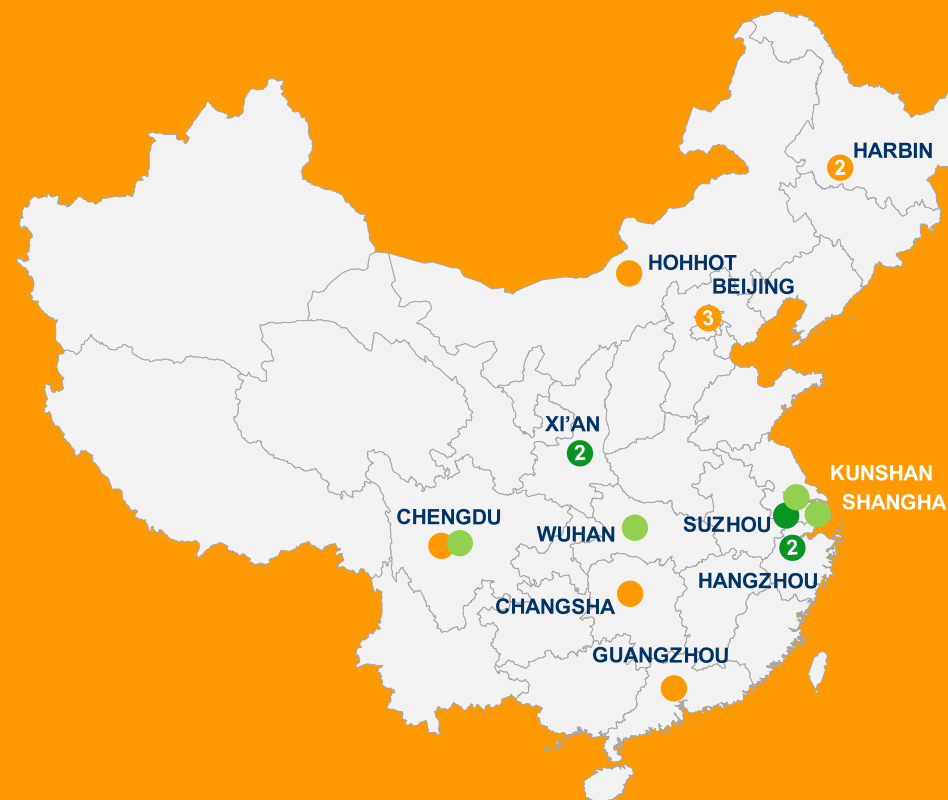 HARBIN
2
HOHHOT
BEIJING
3
XI'AN
2
KUNSHAN
SHANGHA
CHENGDU
SUZHOU
WUHAN
2
HANGZHOU
CHANGSHA
GUANGZHOU